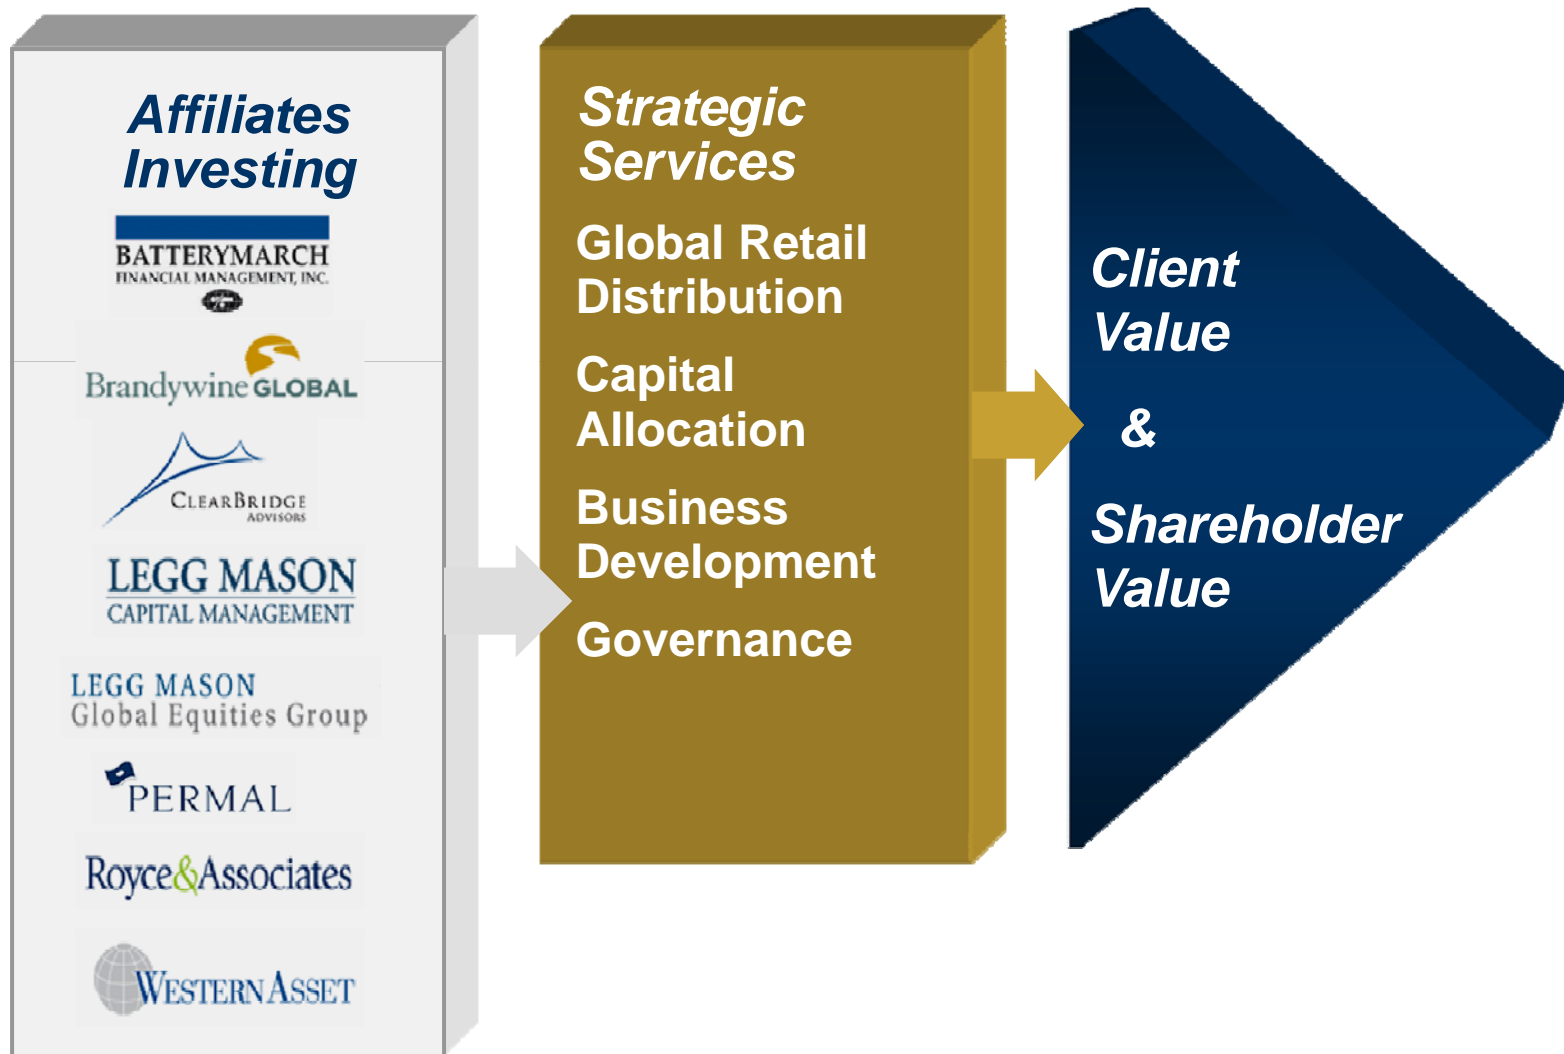 Affiliates
Investing
BATTERYMARCH
FINANCIAL MANAGEMENT, INC.
Brandywine GLOBAL
CLEARBRIDGE
ADVISORS
LEGG MASON
CAPITAL MANAGEMENT
LEGG MASON
Global Equities Group
PERMAL
Royce&Associates
WESTERN ASSET
Strategic
Services
Global Retail
Distribution
Capital
Allocation
Business
Development
Governance
Client
Value
&
Shareholder
Value